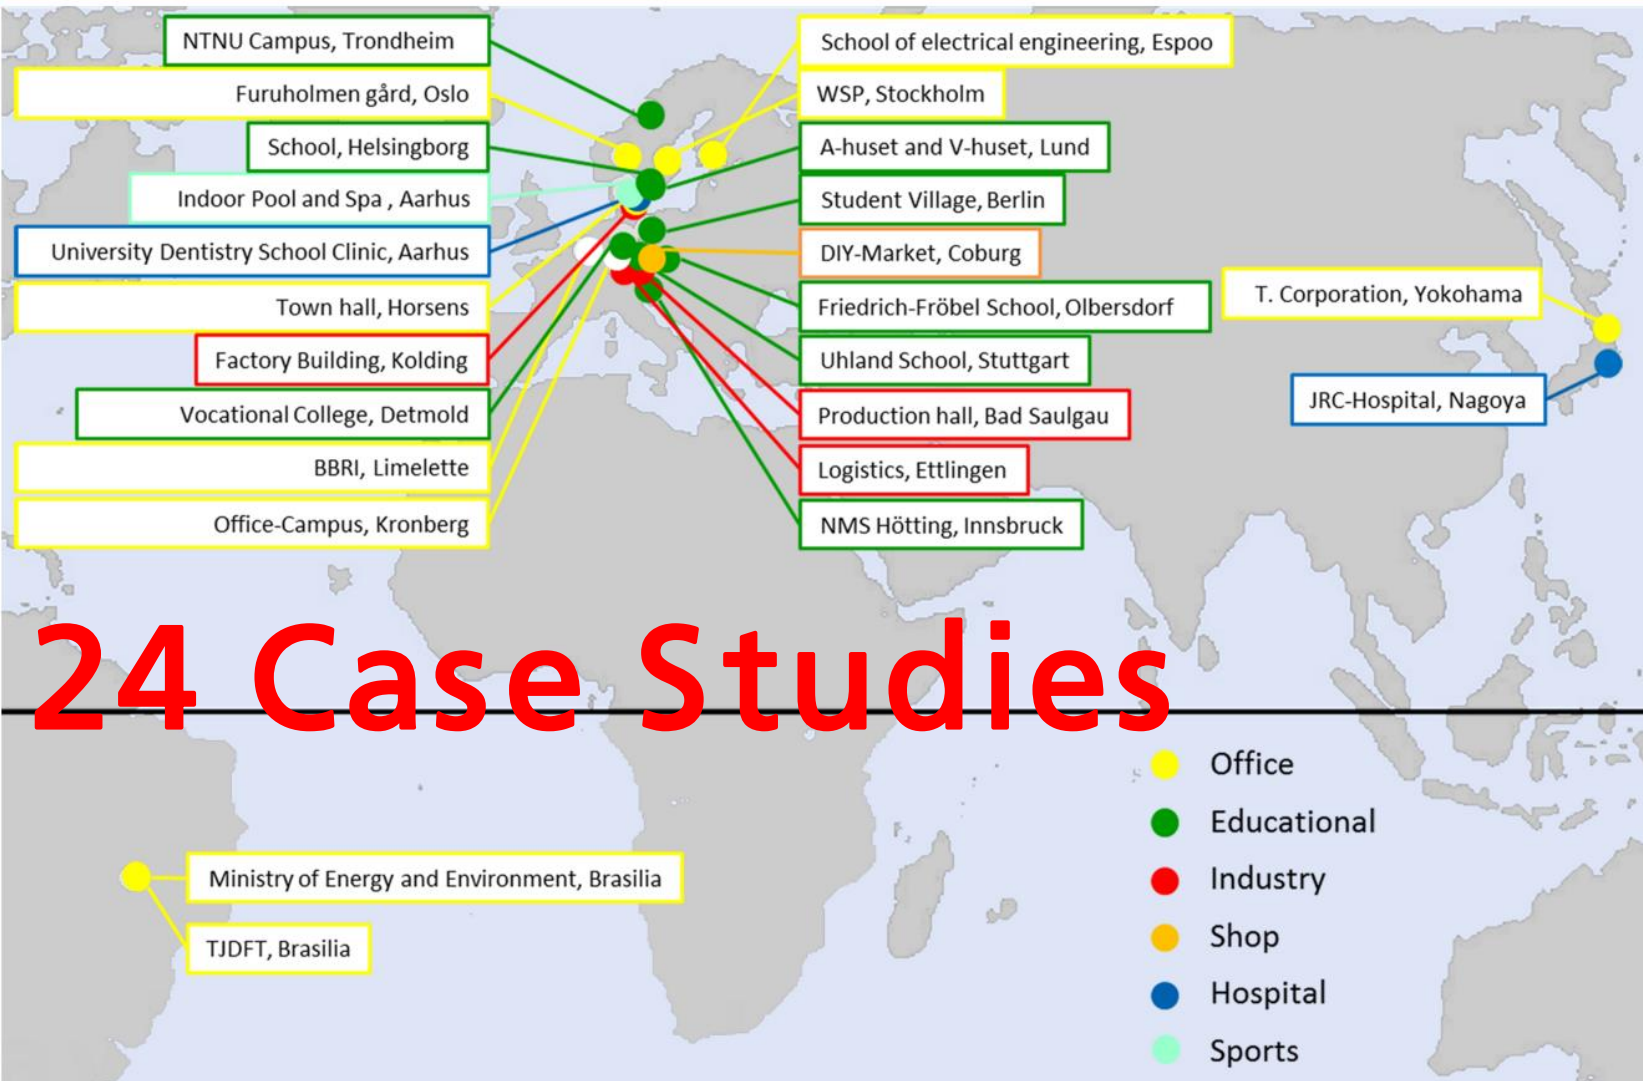 NTNU Campus, Trondheim
Furuholmen gård, Oslo
School, Helsingborg
Indoor Pool and Spa , Aarhus
University Dentistry School Clinic, Aarhus
Town hall, Horsens
Factory Building, Kolding
Vocational College, Detmold
BBRI, Limelette
Office-Campus, Kronberg
School of electrical engineering, Espoo
WSP, Stockholm
A-huset and V-huset, Lund
Student Village, Berlin
DIY-Market, Coburg
Friedrich-Fröbel School, Olbersdorf
Uhland School, Stuttgart
Production hall, Bad Saulgau
Logistics, Ettlingen
NMS Hötting, Innsbruck
T. Corporation, Yokohama
JRC-Hospital, Nagoya
24 Case Studies
Ministry of Energy and Environment, Brasilia
TJDFT, Brasilia
Office
Educational
Industry
Shop
Hospital
Sports